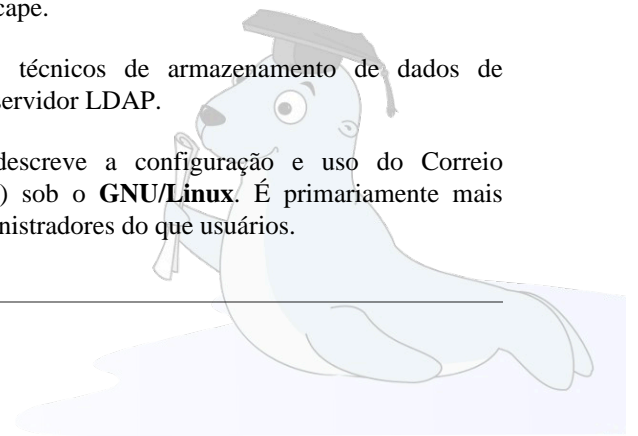 cape.
técnicos de armazenamento de dados de
servidor LDAP.
descreve a configuração e uso do Correio
) sob o GNU/Linux. É primariamente mais
nistradores do que usuários.